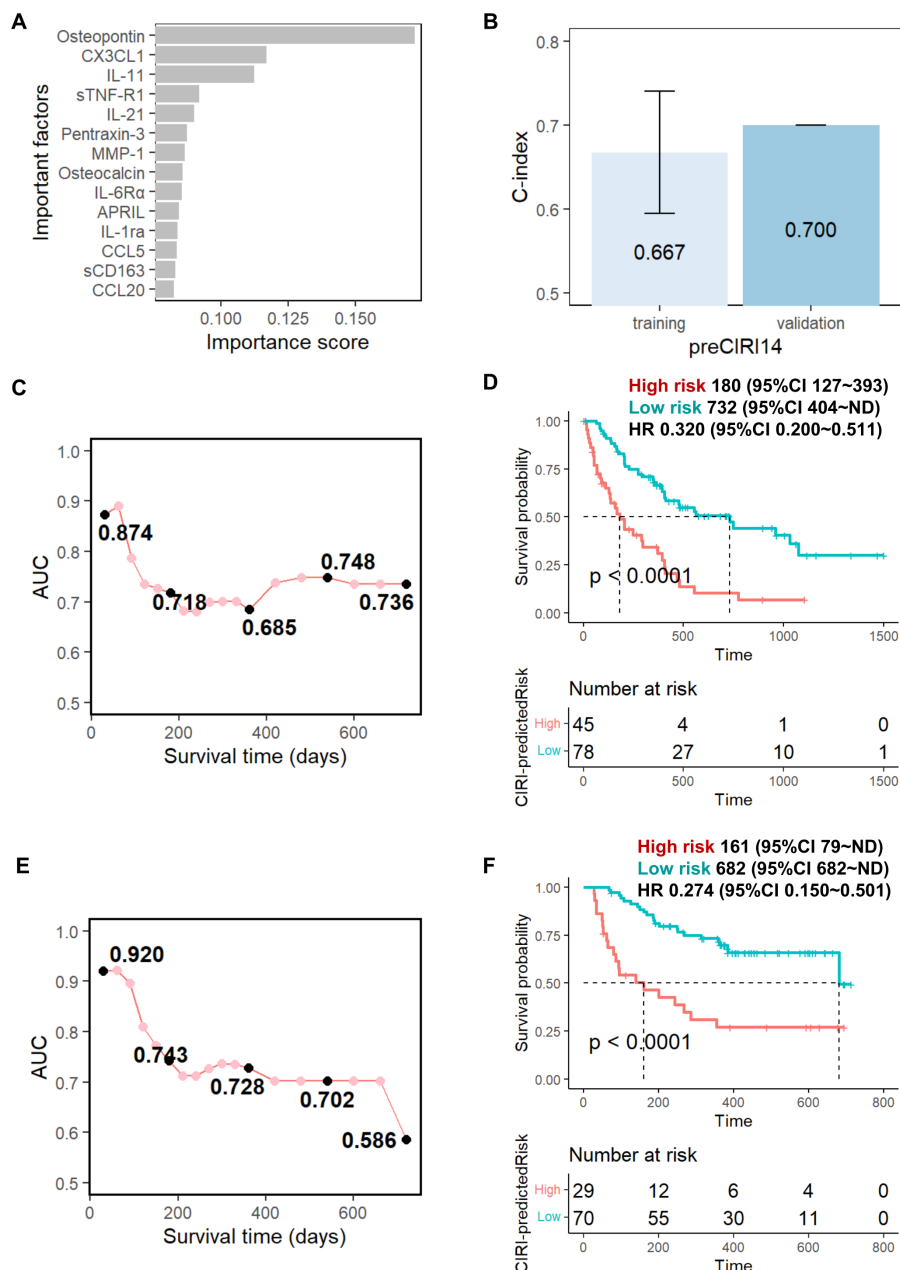 A
Important factors
Osteopontin
CX3CL1
IL-11
sTNF-R1
IL-21
Pentraxin-3
MMP-1
Osteocalcin
IL-6Rα
APRIL
IL-1ra
CCL5
sCD163
CCL20
0.100 0.125 0.150
Importance score
B
C-index
0.8
0.7
0.6
0.5
0.667
0.700
training validation
preCIRI14
C
AUC
1.0
0.9
0.8
0.7
0.6
0.5
0.874
0.718
0.685
0.748
0.736
0 200 400 600
Survival time (days)
D
High risk 180 (95%CI 127~393)
Low risk 732 (95%CI 404~ND)
HR 0.320 (95%CI 0.200~0.511)
Survival probability
1.00
0.75
0.50
0.25
0.00
p < 0.0001
0 500 1000 1500
Time
Number at risk
CIRI-predictedRisk
High 45 4 1 0
Low 78 27 10 1
0 500 1000 1500
Time
E
AUC
1.0
0.9
0.8
0.7
0.6
0.5
0.920
0.743
0.728
0.702
0.586
0 200 400 600
Survival time (days)
F
High risk 161 (95%CI 79~ND)
Low risk 682 (95%CI 682~ND)
HR 0.274 (95%CI 0.150~0.501)
Survival probability
1.00
0.75
0.50
0.25
0.00
p < 0.0001
0 200 400 600 800
Time
Number at risk
CIRI-predictedRisk
High 29 12 6 4 0
Low 70 55 30 11 0
0 200 400 600 800
Time